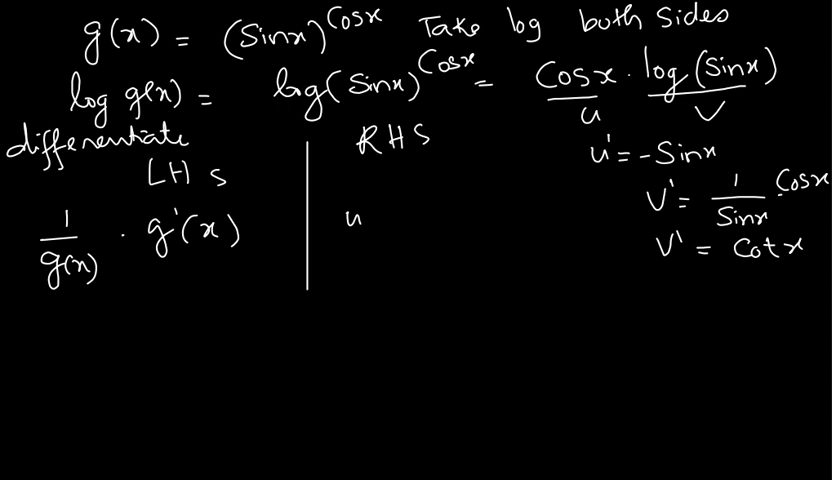 g(x) = (Sinx)^Cosx Take log both sides
log g(x) = log(Sinx)^Cosx = Cosx · log(Sinx)
u v
differentiate
LHS RHS
u' = -Sinx
1/g(x) · g'(x) u
v' = 1/Sinx · Cosx
v' = Cotx